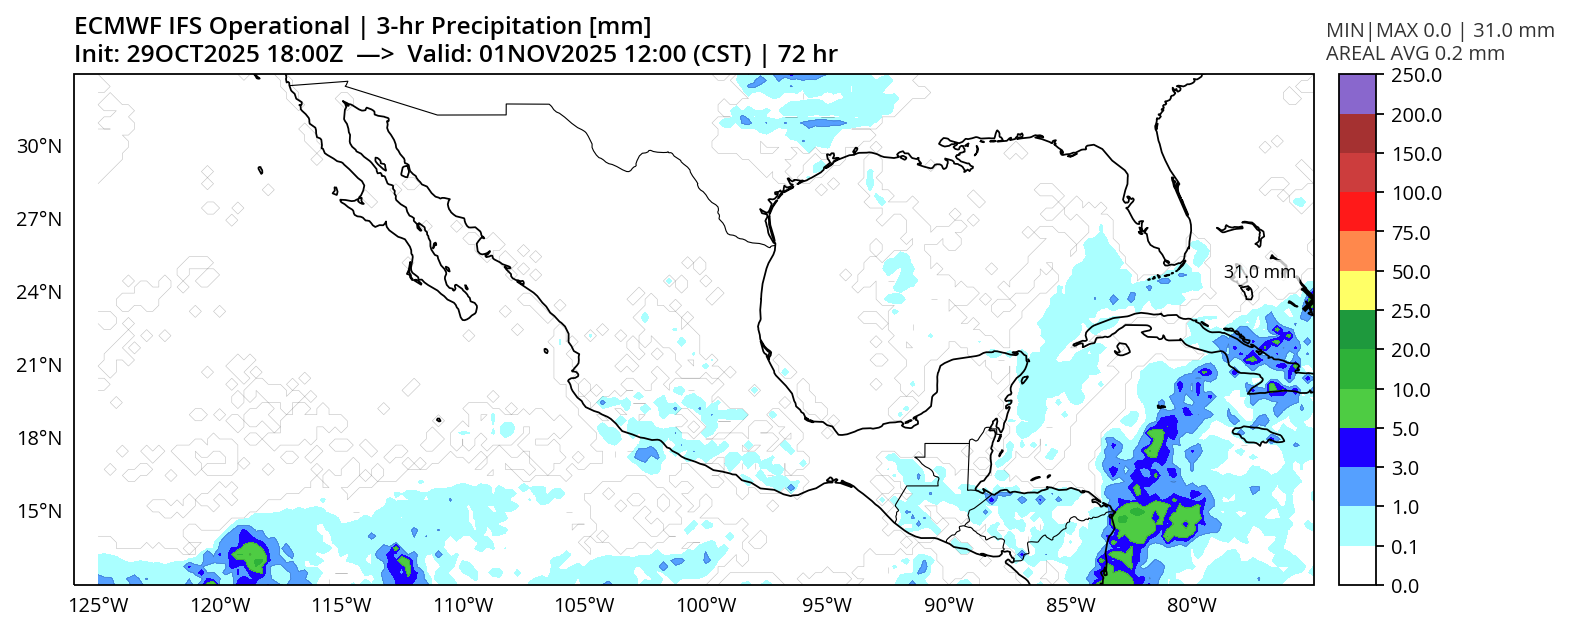 ECMWF IFS Operational | 3-hr Precipitation [mm]
Init: 29OCT2025 18:00Z —> Valid: 01NOV2025 12:00 (CST) | 72 hr
MIN|MAX 0.0 | 31.0 mm
AREAL AVG 0.2 mm
30°N
27°N
24°N
21°N
18°N
15°N
31.0 mm
125°W
120°W
115°W
110°W
105°W
100°W
95°W
90°W
85°W
80°W
250.0
200.0
150.0
100.0
75.0
50.0
25.0
20.0
10.0
5.0
3.0
1.0
0.1
0.0